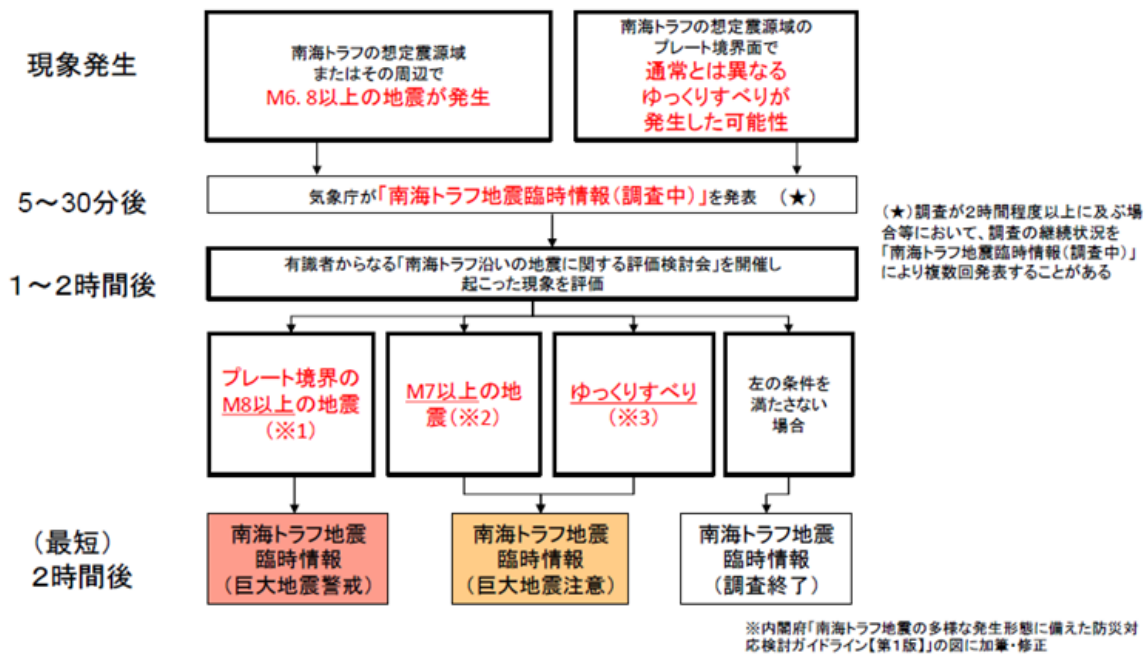 現象発生
南海トラフの想定震源域
またはその周辺で
M6.8以上の地震が発生
南海トラフの想定震源域の
プレート境界面で
通常とは異なる
ゆっくりすべりが
発生した可能性
5～30分後
気象庁が「南海トラフ地震臨時情報(調査中)」を発表 (★)
(★)調査が2時間程度以上に及ぶ場
合等において、調査の継続状況を
「南海トラフ地震臨時情報(調査中)」
により複数回発表することがある
1～2時間後
有識者からなる「南海トラフ沿いの地震に関する評価検討会」を開催し
起こった現象を評価
プレート境界の
M8以上の地震
(※1)
M7以上の地
震(※2)
ゆっくりすべり
(※3)
左の条件を
満たさない
場合
(最短)
2時間後
南海トラフ地震
臨時情報
(巨大地震警戒)
南海トラフ地震
臨時情報
(巨大地震注意)
南海トラフ地震
臨時情報
(調査終了)
※内閣府「南海トラフ地震の多様な発生形態に備えた防災対
応検討ガイドライン【第1版】」の図に加筆・修正